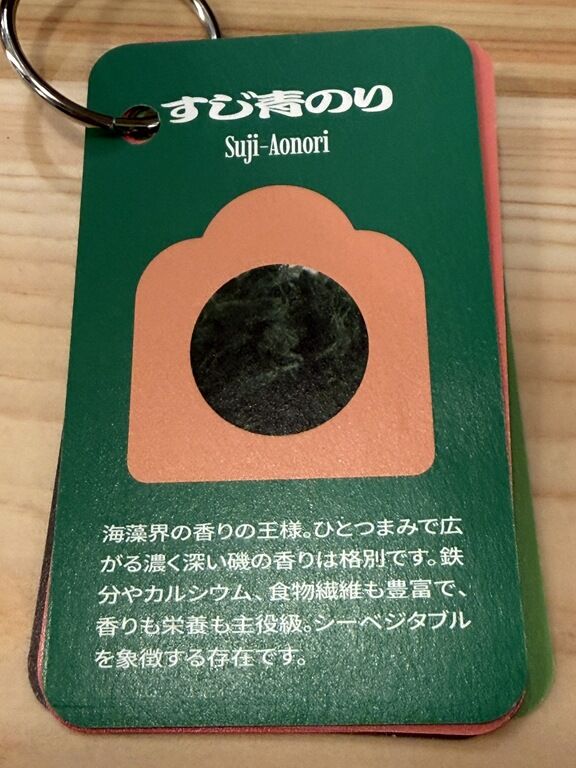 すじ青のり
Suji-Aonori
海藻界の香りの王様。ひとつまみで広
がる濃く深い磯の香りは格別です。鉄
分やカルシウム、食物繊維も豊富で、
香りも栄養も主役級。シーベジタブル
を象徴する存在です。